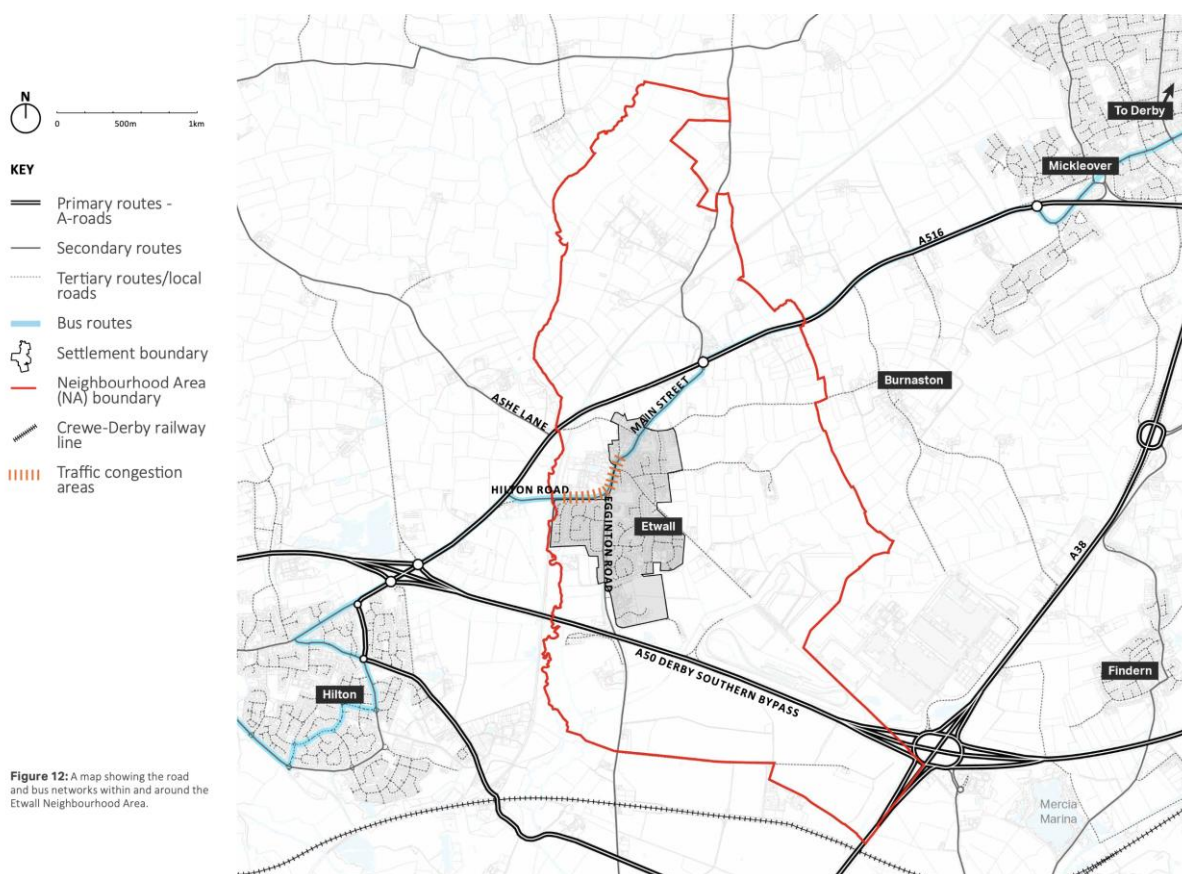 N
0 500m 1km
KEY
Primary routes -
A-roads
Secondary routes
Tertiary routes/local
roads
Bus routes
Settlement boundary
Neighbourhood Area
(NA) boundary
Crewe-Derby railway
line
Traffic congestion
areas
Figure 12: A map showing the road
and bus networks within and around the
Etwall Neighbourhood Area.
To Derby
Mickleover
A516
Burnaston
MAIN STREET
ASHE LANE
HILTON ROAD
EGGINTON ROAD
Etwall
A38
A50 DERBY SOUTHERN BYPASS
Findern
Hilton
Mercia
Marina